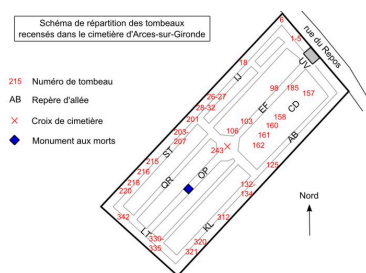 Schéma de répartition des tombeaux
recensés dans le cimetière d'Arces-sur-Gironde
215 Numéro de tombeau
AB Repère d'allée
Croix de cimetière
Monument aux morts
6
rue du Repos
1-5
UV
18
IJ
98
185
157
26-27
28-32
EF
CD
103
158
160
203-
207
106
161
AB
162
243
ST
215
216
218
220
QR
OP
125
132-
134
342
LT
KL
312
330-
335
320
321
Nord